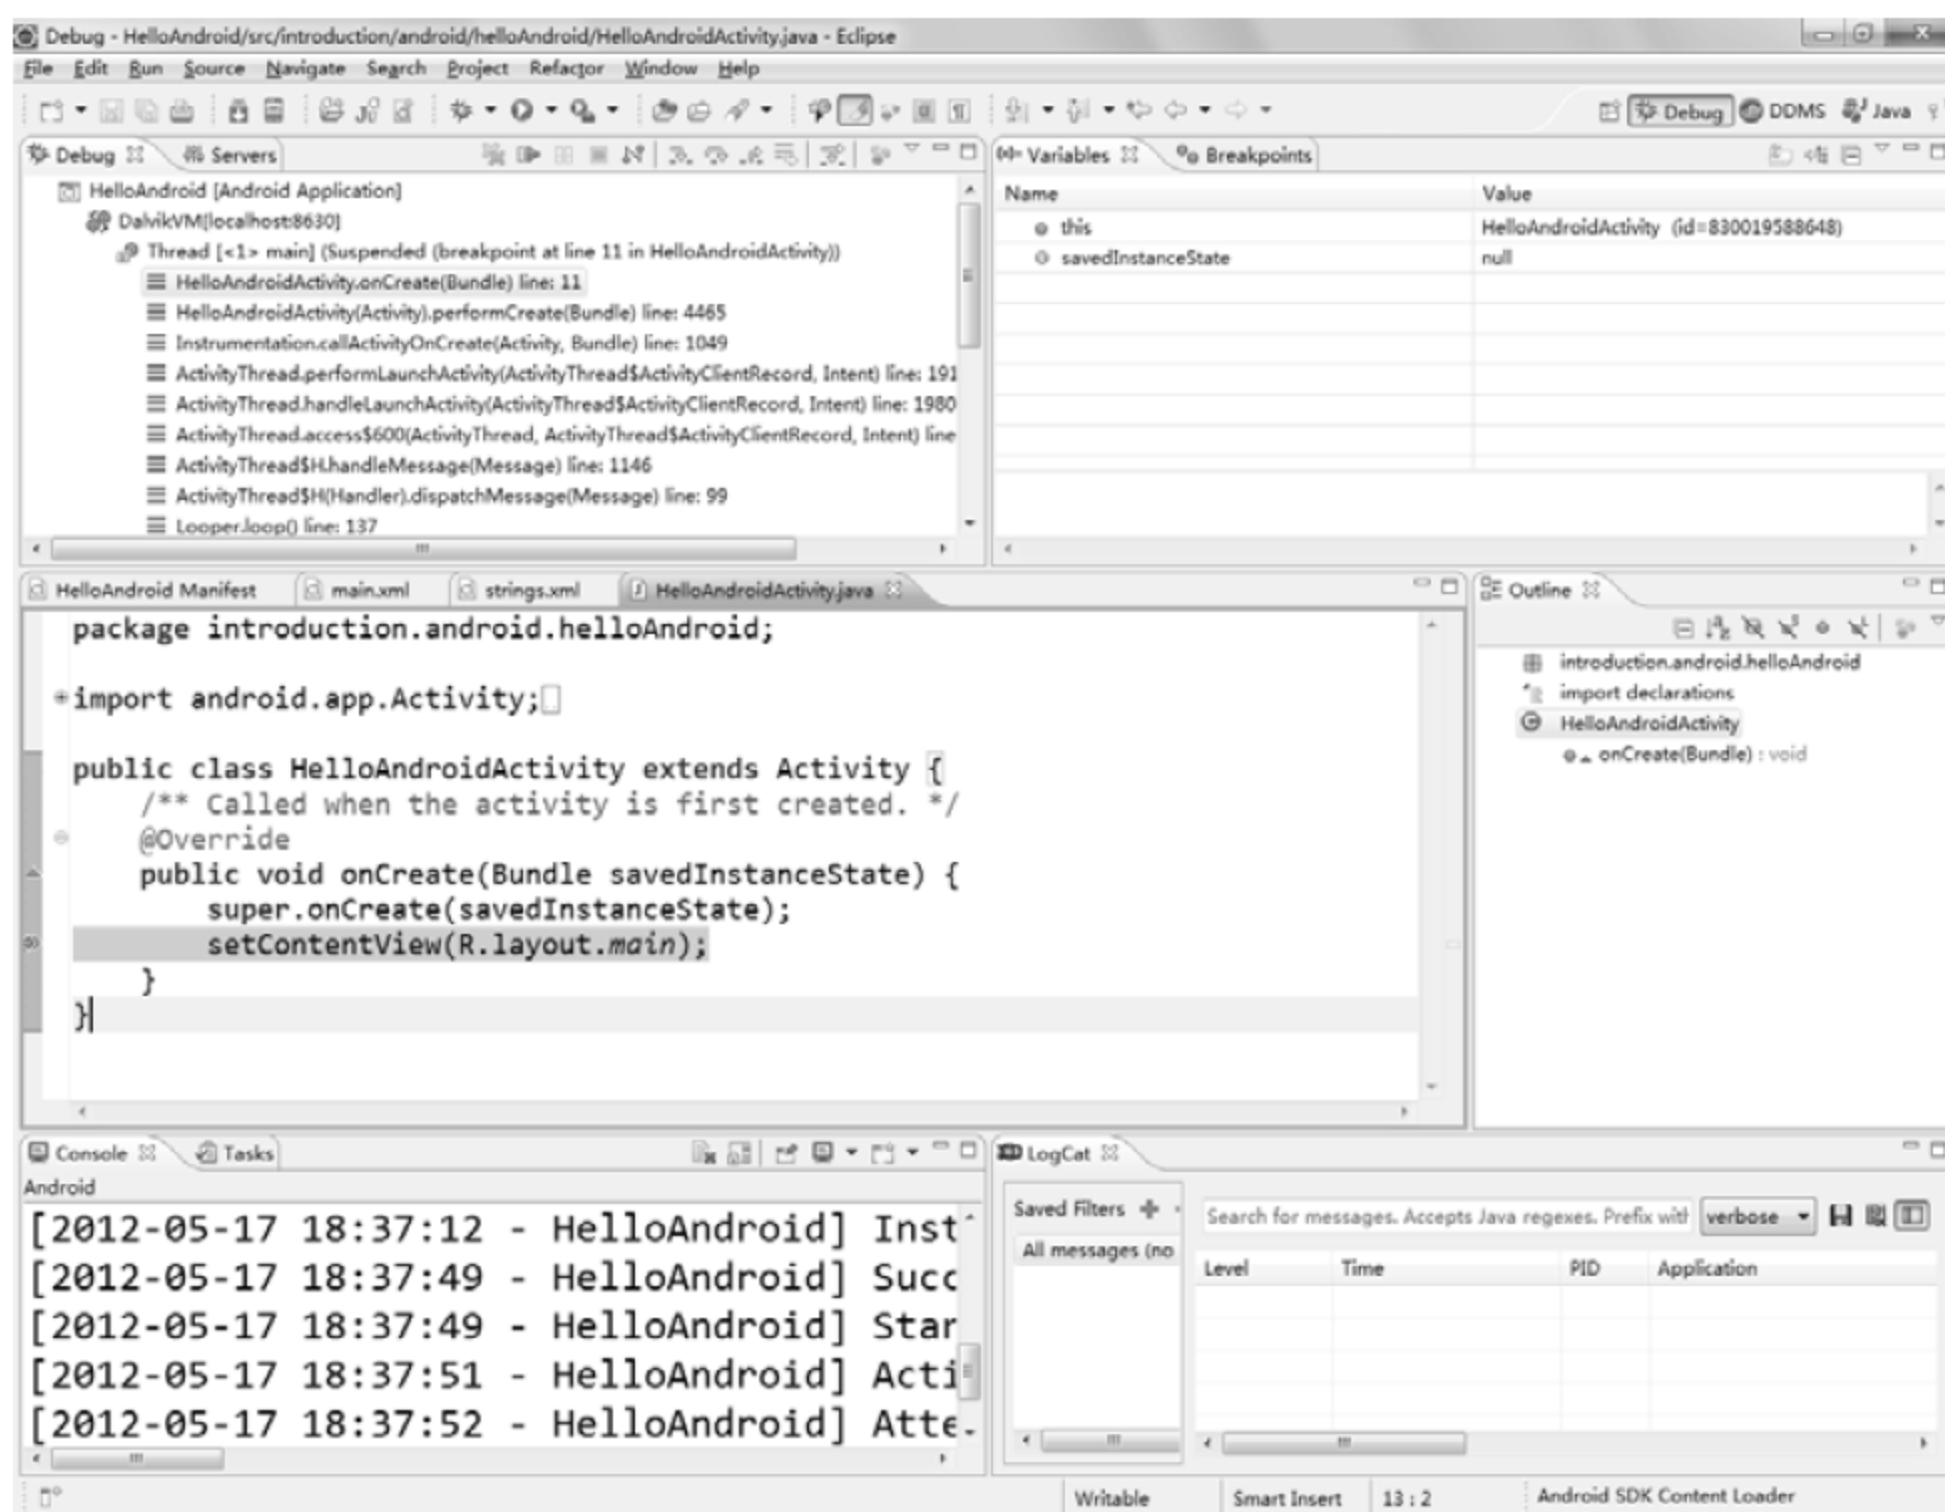 Debug - HelloAndroid/src/introduction/android/helloAndroid/HelloAndroidActivity.java - Eclipse
File Edit Run Source Navigate Search Project Refactor Window Help
Debug DDMS Java
Debug Servers
HelloAndroid [Android Application]
DalvikVM[localhost:8630]
Thread [<1> main] (Suspended (breakpoint at line 11 in HelloAndroidActivity))
HelloAndroidActivity.onCreate(Bundle) line: 11
HelloAndroidActivity(Activity).performCreate(Bundle) line: 4465
Instrumentation.callActivityOnCreate(Activity, Bundle) line: 1049
ActivityThread.performLaunchActivity(ActivityThread$ActivityClientRecord, Intent) line: 191
ActivityThread.handleLaunchActivity(ActivityThread$ActivityClientRecord, Intent) line: 1980
ActivityThread.access$600(ActivityThread, ActivityThread$ActivityClientRecord, Intent) line
ActivityThread$H.handleMessage(Message) line: 1146
ActivityThread$H(Handler).dispatchMessage(Message) line: 99
Looper.loop() line: 137
Variables Breakpoints
Name Value
this HelloAndroidActivity (id=830019588648)
savedInstanceState null
HelloAndroid Manifest main.xml strings.xml HelloAndroidActivity.java
package introduction.android.helloAndroid;
import android.app.Activity;
public class HelloAndroidActivity extends Activity {
/** Called when the activity is first created. */
@Override
public void onCreate(Bundle savedInstanceState) {
super.onCreate(savedInstanceState);
setContentView(R.layout.main);
}
}
Outline
introduction.android.helloAndroid
import declarations
HelloAndroidActivity
onCreate(Bundle) : void
Console Tasks
Android
[2012-05-17 18:37:12 - HelloAndroid] Inst
[2012-05-17 18:37:49 - HelloAndroid] Succ
[2012-05-17 18:37:49 - HelloAndroid] Star
[2012-05-17 18:37:51 - HelloAndroid] Acti
[2012-05-17 18:37:52 - HelloAndroid] Atte
LogCat
Saved Filters
All messages (no
Search for messages. Accepts Java regexes. Prefix with verbose
Level Time PID Application
Writable Smart Insert 13 : 2 Android SDK Content Loader